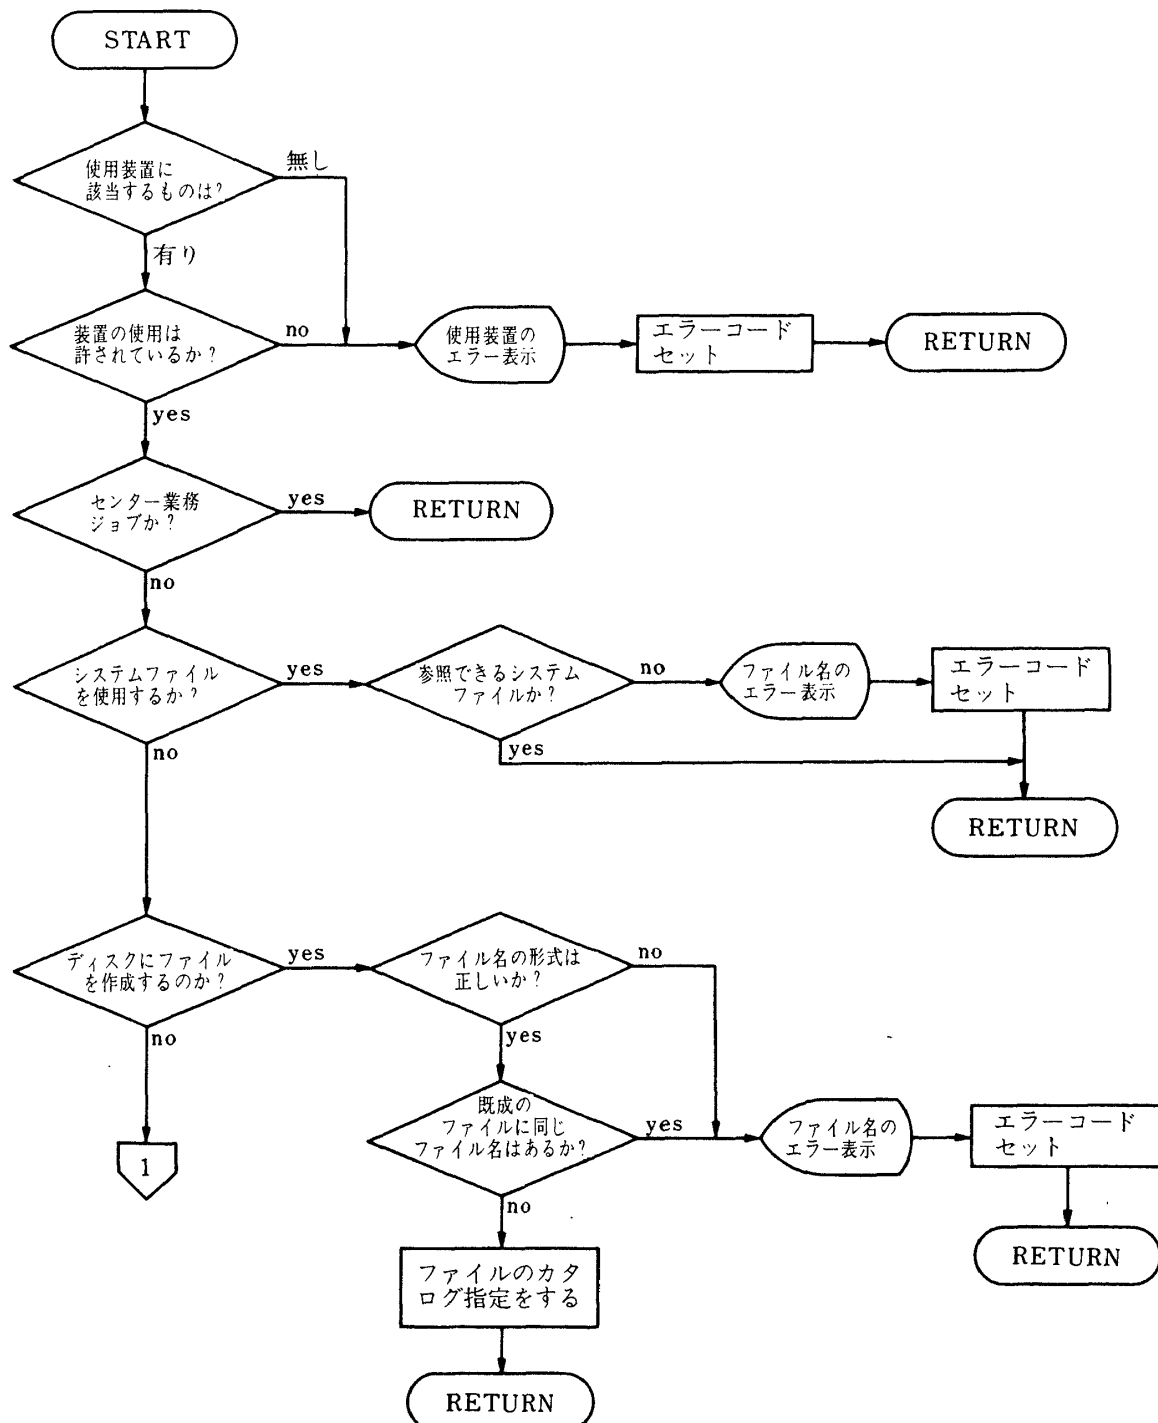 START
使用装置に
該当するものは?
無し
有り
装置の使用は
許されているか?
no
使用装置の
エラー表示
エラーコード
セット
RETURN
yes
センター業務
ジョブか?
yes
RETURN
no
システムファイル
を使用するか?
yes
参照できるシステム
ファイルか?
no
ファイル名の
エラー表示
エラーコード
セット
yes
RETURN
no
ディスクにファイル
を作成するのか?
yes
ファイル名の形式は
正しいか?
no
no
yes
既成の
ファイルに同じ
ファイル名はあるか?
yes
ファイル名の
エラー表示
エラーコード
セット
RETURN
1
no
ファイルのカタ
ログ指定をする
RETURN